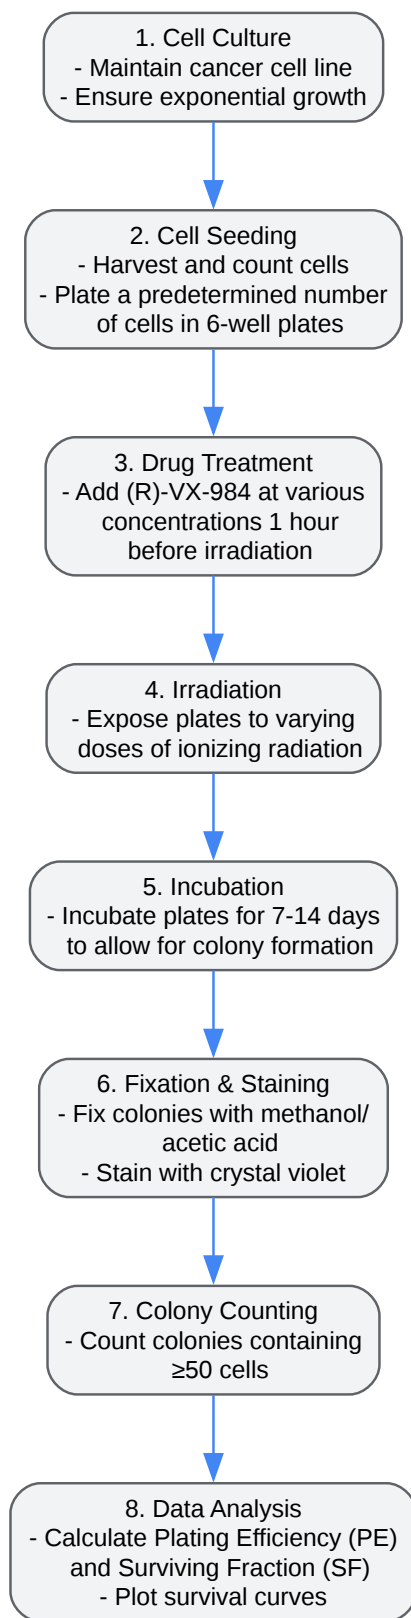 1. Cell Culture
- Maintain cancer cell line
- Ensure exponential growth
2. Cell Seeding
- Harvest and count cells
- Plate a predetermined number
of cells in 6-well plates
3. Drug Treatment
- Add (R)-VX-984 at various
concentrations 1 hour
before irradiation
4. Irradiation
- Expose plates to varying
doses of ionizing radiation
5. Incubation
- Incubate plates for 7-14 days
to allow for colony formation
6. Fixation & Staining
- Fix colonies with methanol/
acetic acid
- Stain with crystal violet
7. Colony Counting
- Count colonies containing
≥50 cells
8. Data Analysis
- Calculate Plating Efficiency (PE)
and Surviving Fraction (SF)
- Plot survival curves